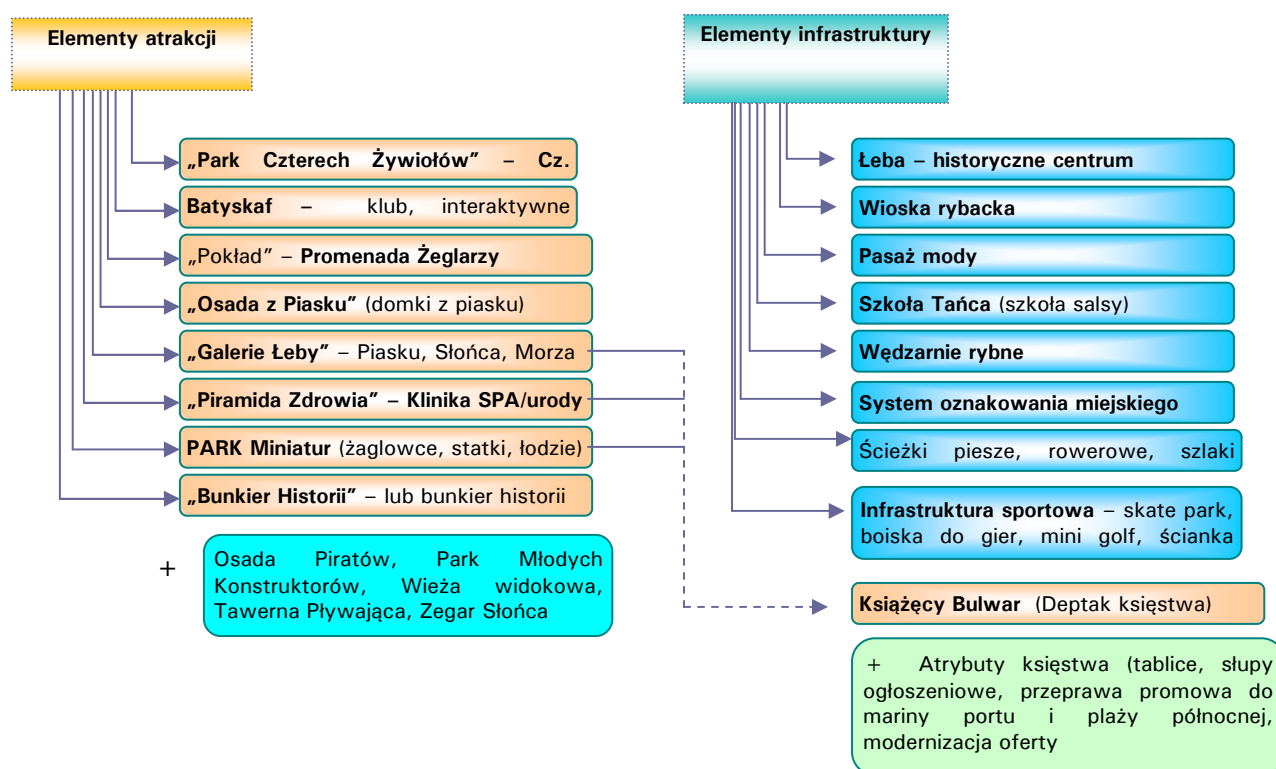 Elementy atrakcji
„Park Czterech Żywiołów” – Cz.
Batyskaf – klub, interaktywne
„Pokład” – Promenada Żeglarzy
„Osada z Piasku” (domki z piasku)
„Galerie Łeby” – Piasku, Słońca, Morza
„Piramida Zdrowia” – Klinika SPA/urody
PARK Miniatur (żaglowce, statki, łodzie)
„Bunkier Historii” – lub bunkier historii
+
Osada Piratów, Park Młodych
Konstruktorów, Wieża widokowa,
Tawerna Pływająca, Zegar Słońca
Elementy infrastruktury
Łeba – historyczne centrum
Wioska rybacka
Pasaż mody
Szkoła Tańca (szkoła salsy)
Wędzarnie rybne
System oznakowania miejskiego
Ścieżki piesze, rowerowe, szlaki
Infrastruktura sportowa – skate park,
boiska do gier, mini golf, ścianka
Książęcy Bulwar (Deptak księstwa)
+ Atrybuty księstwa (tablice, słupy
ogłoszeniowe, przeprawa promowa do
mariny portu i plaży północnej,
modernizacja oferty